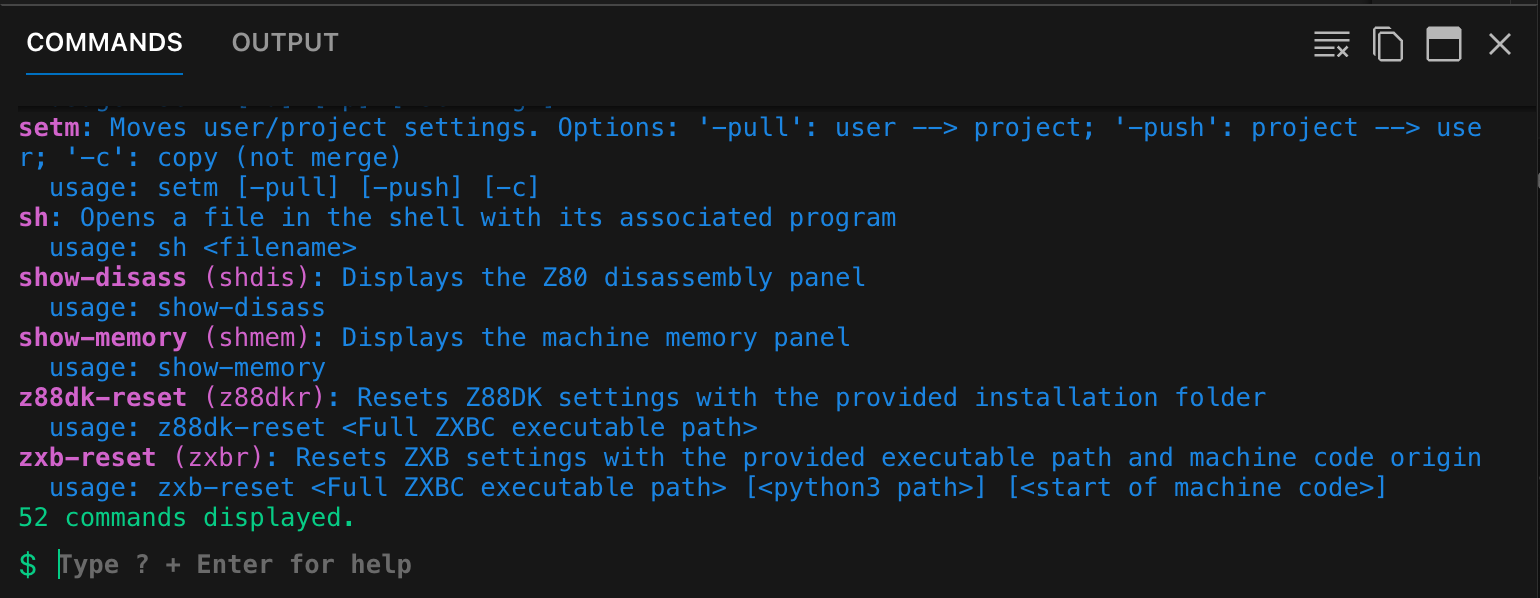 COMMANDS OUTPUT
setm: Moves user/project settings. Options: '-pull': user --> project; '-push': project --> use
r; '-c': copy (not merge)
  usage: setm [-pull] [-push] [-c]
sh: Opens a file in the shell with its associated program
  usage: sh <filename>
show-disass (shdis): Displays the Z80 disassembly panel
  usage: show-disass
show-memory (shmem): Displays the machine memory panel
  usage: show-memory
z88dk-reset (z88dkr): Resets Z88DK settings with the provided installation folder
  usage: z88dk-reset <Full ZXBC executable path>
zxb-reset (zxbr): Resets ZXB settings with the provided executable path and machine code origin
  usage: zxb-reset <Full ZXBC executable path> [<python3 path>] [<start of machine code>]
52 commands displayed.
$ Type ? + Enter for help